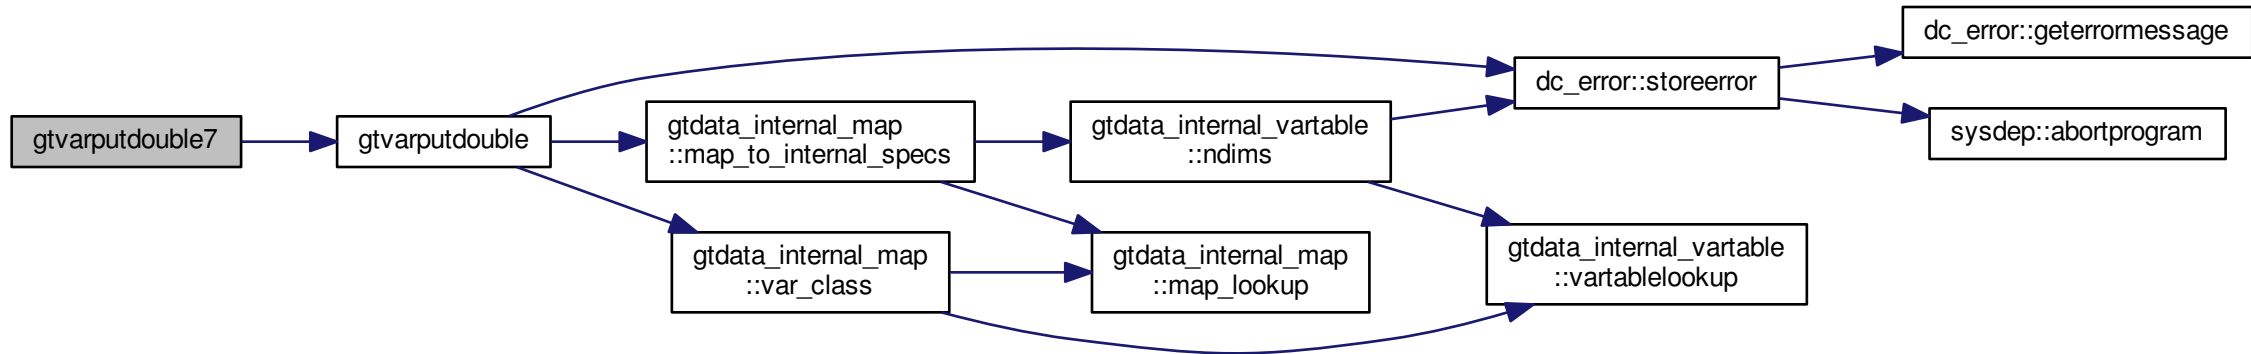 gtvarputdouble7
gtvarputdouble
gtdata_internal_map
::map_to_internal_specs
gtdata_internal_map
::var_class
gtdata_internal_vartable
::ndims
gtdata_internal_map
::map_lookup
dc_error::storeerror
gtdata_internal_vartable
::vartablelookup
dc_error::geterrormessage
sysdep::abortprogram